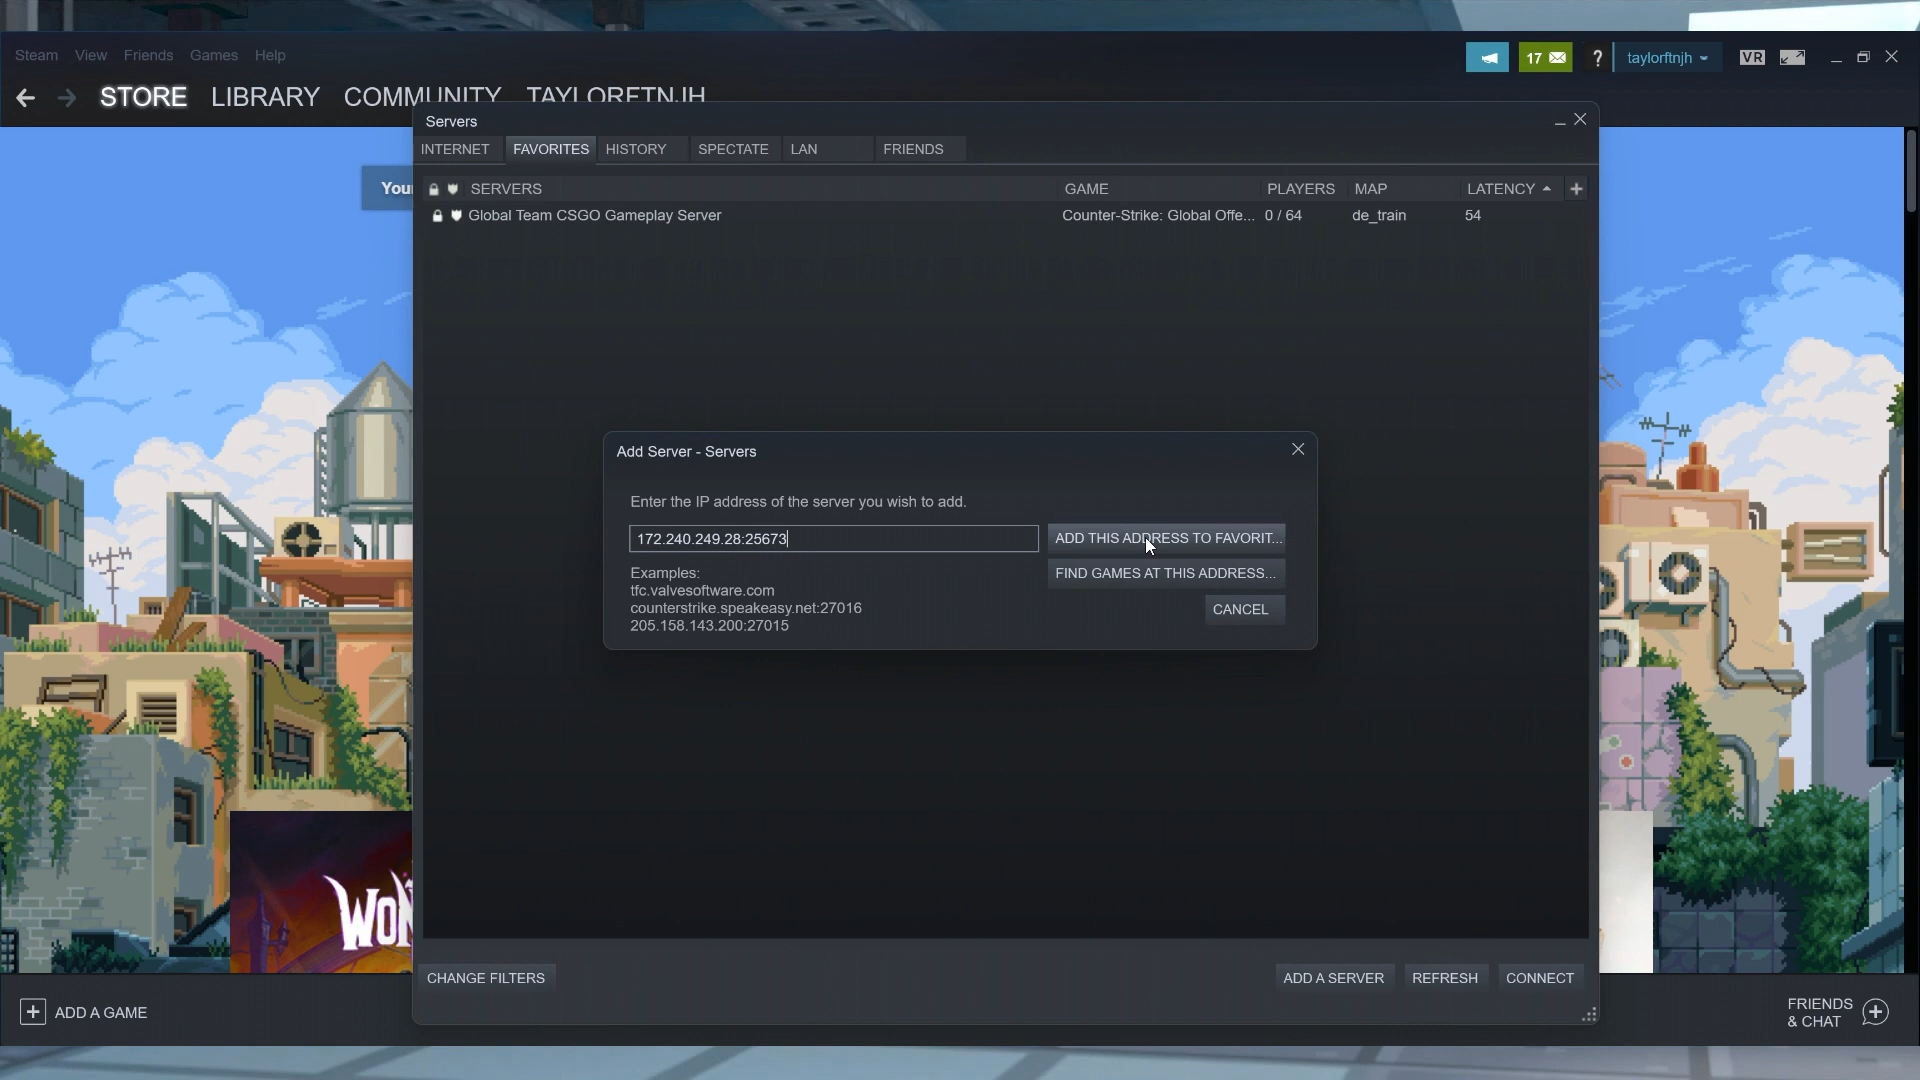 Steam View Friends Games Help
17 ? taylorftnjh VR
STORE LIBRARY COMMUNITY TAYLORFTNJH
Servers
INTERNET FAVORITES HISTORY SPECTATE LAN FRIENDS
You
SERVERS GAME PLAYERS MAP LATENCY
Global Team CSGO Gameplay Server Counter-Strike: Global Offe... 0 / 64 de_train 54
Add Server - Servers
Enter the IP address of the server you wish to add.
172.240.249.28:25673 ADD THIS ADDRESS TO FAVORIT...
Examples: FIND GAMES AT THIS ADDRESS...
tfc.valvesoftware.com
counterstrike.speakeasy.net:27016 CANCEL
205.158.143.200:27015
WON
CHANGE FILTERS ADD A SERVER REFRESH CONNECT
ADD A GAME
FRIENDS
& CHAT